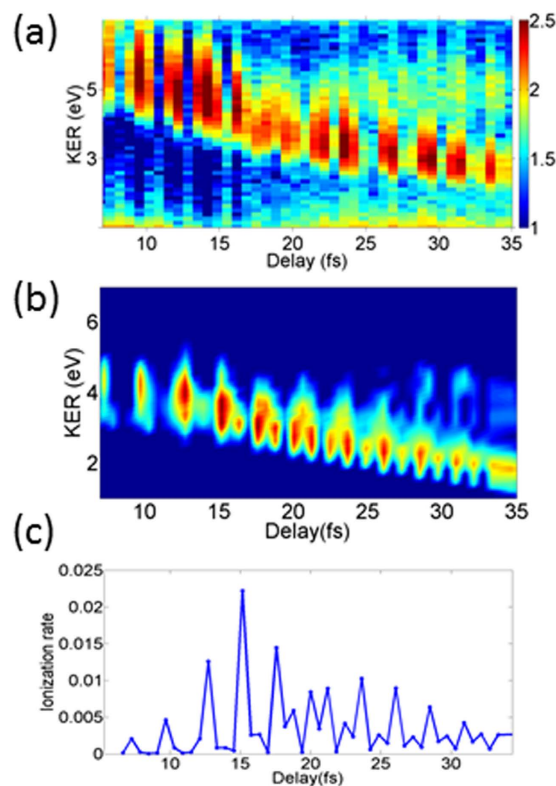 (a)
KER (eV)
5
3
10 15 20 25 30 35
Delay (fs)
2.5
2
1.5
1
(b)
KER (eV)
6
4
2
10 15 20 25 30 35
Delay(fs)
(c)
Ionization rate
0.025
0.02
0.015
0.01
0.005
0
10 15 20 25 30
Delay(fs)